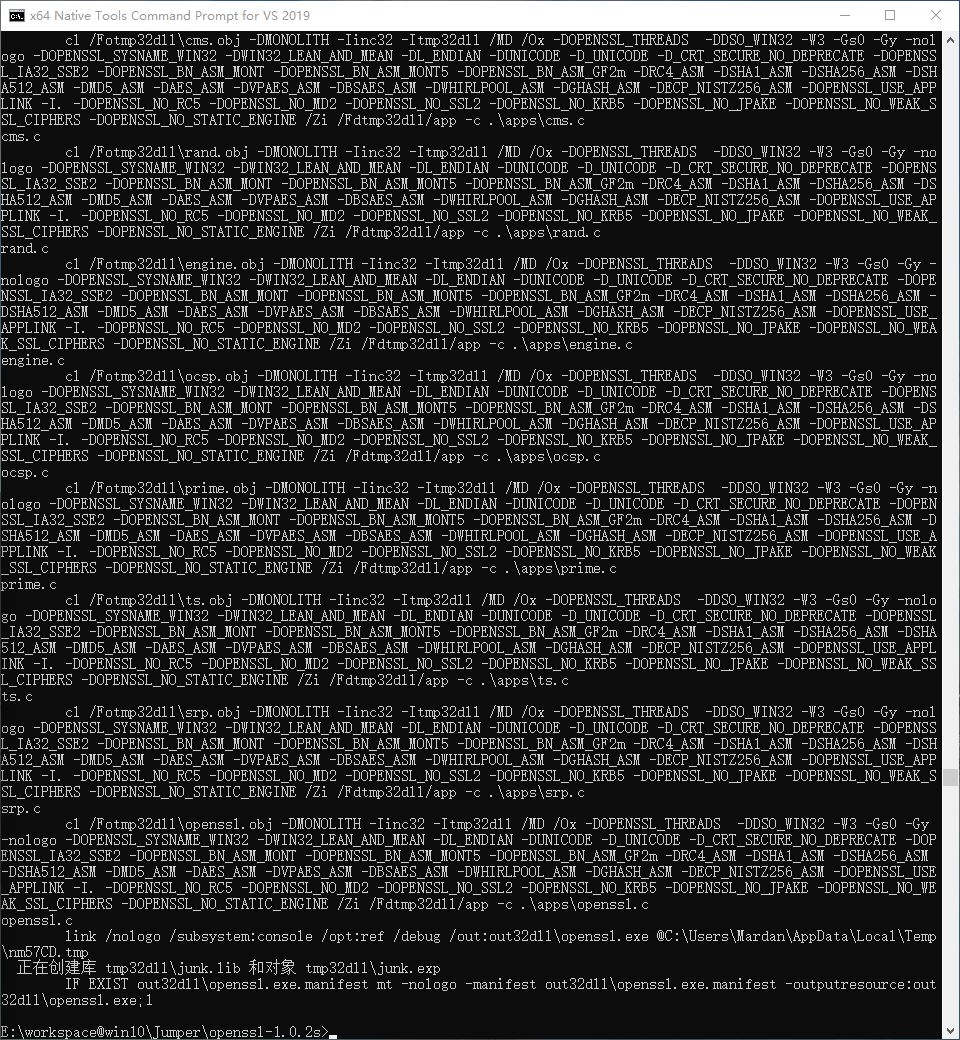 x64 Native Tools Command Prompt for VS 2019
        cl /Fotmp32dll\cms.obj -DMONOLITH -Iinc32 -Itmp32dll /MD /Ox -DOPENSSL_THREADS  -DDSO_WIN32 -W3 -Gs0 -Gy -nol
ogo -DOPENSSL_SYSNAME_WIN32 -DWIN32_LEAN_AND_MEAN -DL_ENDIAN -DUNICODE -D_UNICODE -D_CRT_SECURE_NO_DEPRECATE -DOPENSS
L_IA32_SSE2 -DOPENSSL_BN_ASM_MONT -DOPENSSL_BN_ASM_MONT5 -DOPENSSL_BN_ASM_GF2m -DRC4_ASM -DSHA1_ASM -DSHA256_ASM -DSH
A512_ASM -DMD5_ASM -DAES_ASM -DVPAES_ASM -DBSAES_ASM -DWHIRLPOOL_ASM -DGHASH_ASM -DECP_NISTZ256_ASM -DOPENSSL_USE_APP
LINK -I. -DOPENSSL_NO_RC5 -DOPENSSL_NO_MD2 -DOPENSSL_NO_SSL2 -DOPENSSL_NO_KRB5 -DOPENSSL_NO_JPAKE -DOPENSSL_NO_WEAK_S
SL_CIPHERS -DOPENSSL_NO_STATIC_ENGINE /Zi /Fdtmp32dll/app -c .\apps\cms.c
cms.c
        cl /Fotmp32dll\rand.obj -DMONOLITH -Iinc32 -Itmp32dll /MD /Ox -DOPENSSL_THREADS  -DDSO_WIN32 -W3 -Gs0 -Gy -no
logo -DOPENSSL_SYSNAME_WIN32 -DWIN32_LEAN_AND_MEAN -DL_ENDIAN -DUNICODE -D_UNICODE -D_CRT_SECURE_NO_DEPRECATE -DOPENS
SL_IA32_SSE2 -DOPENSSL_BN_ASM_MONT -DOPENSSL_BN_ASM_MONT5 -DOPENSSL_BN_ASM_GF2m -DRC4_ASM -DSHA1_ASM -DSHA256_ASM -DS
HA512_ASM -DMD5_ASM -DAES_ASM -DVPAES_ASM -DBSAES_ASM -DWHIRLPOOL_ASM -DGHASH_ASM -DECP_NISTZ256_ASM -DOPENSSL_USE_AP
PLINK -I. -DOPENSSL_NO_RC5 -DOPENSSL_NO_MD2 -DOPENSSL_NO_SSL2 -DOPENSSL_NO_KRB5 -DOPENSSL_NO_JPAKE -DOPENSSL_NO_WEAK_
SSL_CIPHERS -DOPENSSL_NO_STATIC_ENGINE /Zi /Fdtmp32dll/app -c .\apps\rand.c
rand.c
        cl /Fotmp32dll\engine.obj -DMONOLITH -Iinc32 -Itmp32dll /MD /Ox -DOPENSSL_THREADS  -DDSO_WIN32 -W3 -Gs0 -Gy -
nologo -DOPENSSL_SYSNAME_WIN32 -DWIN32_LEAN_AND_MEAN -DL_ENDIAN -DUNICODE -D_UNICODE -D_CRT_SECURE_NO_DEPRECATE -DOPE
NSSL_IA32_SSE2 -DOPENSSL_BN_ASM_MONT -DOPENSSL_BN_ASM_MONT5 -DOPENSSL_BN_ASM_GF2m -DRC4_ASM -DSHA1_ASM -DSHA256_ASM -
DSHA512_ASM -DMD5_ASM -DAES_ASM -DVPAES_ASM -DBSAES_ASM -DWHIRLPOOL_ASM -DGHASH_ASM -DECP_NISTZ256_ASM -DOPENSSL_USE_
APPLINK -I. -DOPENSSL_NO_RC5 -DOPENSSL_NO_MD2 -DOPENSSL_NO_SSL2 -DOPENSSL_NO_KRB5 -DOPENSSL_NO_JPAKE -DOPENSSL_NO_WEA
K_SSL_CIPHERS -DOPENSSL_NO_STATIC_ENGINE /Zi /Fdtmp32dll/app -c .\apps\engine.c
engine.c
        cl /Fotmp32dll\ocsp.obj -DMONOLITH -Iinc32 -Itmp32dll /MD /Ox -DOPENSSL_THREADS  -DDSO_WIN32 -W3 -Gs0 -Gy -no
logo -DOPENSSL_SYSNAME_WIN32 -DWIN32_LEAN_AND_MEAN -DL_ENDIAN -DUNICODE -D_UNICODE -D_CRT_SECURE_NO_DEPRECATE -DOPENS
SL_IA32_SSE2 -DOPENSSL_BN_ASM_MONT -DOPENSSL_BN_ASM_MONT5 -DOPENSSL_BN_ASM_GF2m -DRC4_ASM -DSHA1_ASM -DSHA256_ASM -DS
HA512_ASM -DMD5_ASM -DAES_ASM -DVPAES_ASM -DBSAES_ASM -DWHIRLPOOL_ASM -DGHASH_ASM -DECP_NISTZ256_ASM -DOPENSSL_USE_AP
PLINK -I. -DOPENSSL_NO_RC5 -DOPENSSL_NO_MD2 -DOPENSSL_NO_SSL2 -DOPENSSL_NO_KRB5 -DOPENSSL_NO_JPAKE -DOPENSSL_NO_WEAK_
SSL_CIPHERS -DOPENSSL_NO_STATIC_ENGINE /Zi /Fdtmp32dll/app -c .\apps\ocsp.c
ocsp.c
        cl /Fotmp32dll\prime.obj -DMONOLITH -Iinc32 -Itmp32dll /MD /Ox -DOPENSSL_THREADS  -DDSO_WIN32 -W3 -Gs0 -Gy -n
ologo -DOPENSSL_SYSNAME_WIN32 -DWIN32_LEAN_AND_MEAN -DL_ENDIAN -DUNICODE -D_UNICODE -D_CRT_SECURE_NO_DEPRECATE -DOPEN
SSL_IA32_SSE2 -DOPENSSL_BN_ASM_MONT -DOPENSSL_BN_ASM_MONT5 -DOPENSSL_BN_ASM_GF2m -DRC4_ASM -DSHA1_ASM -DSHA256_ASM -D
SHA512_ASM -DMD5_ASM -DAES_ASM -DVPAES_ASM -DBSAES_ASM -DWHIRLPOOL_ASM -DGHASH_ASM -DECP_NISTZ256_ASM -DOPENSSL_USE_A
PPLINK -I. -DOPENSSL_NO_RC5 -DOPENSSL_NO_MD2 -DOPENSSL_NO_SSL2 -DOPENSSL_NO_KRB5 -DOPENSSL_NO_JPAKE -DOPENSSL_NO_WEAK
_SSL_CIPHERS -DOPENSSL_NO_STATIC_ENGINE /Zi /Fdtmp32dll/app -c .\apps\prime.c
prime.c
        cl /Fotmp32dll\ts.obj -DMONOLITH -Iinc32 -Itmp32dll /MD /Ox -DOPENSSL_THREADS  -DDSO_WIN32 -W3 -Gs0 -Gy -nolo
go -DOPENSSL_SYSNAME_WIN32 -DWIN32_LEAN_AND_MEAN -DL_ENDIAN -DUNICODE -D_UNICODE -D_CRT_SECURE_NO_DEPRECATE -DOPENSSL
_IA32_SSE2 -DOPENSSL_BN_ASM_MONT -DOPENSSL_BN_ASM_MONT5 -DOPENSSL_BN_ASM_GF2m -DRC4_ASM -DSHA1_ASM -DSHA256_ASM -DSHA
512_ASM -DMD5_ASM -DAES_ASM -DVPAES_ASM -DBSAES_ASM -DWHIRLPOOL_ASM -DGHASH_ASM -DECP_NISTZ256_ASM -DOPENSSL_USE_APPL
INK -I. -DOPENSSL_NO_RC5 -DOPENSSL_NO_MD2 -DOPENSSL_NO_SSL2 -DOPENSSL_NO_KRB5 -DOPENSSL_NO_JPAKE -DOPENSSL_NO_WEAK_SS
L_CIPHERS -DOPENSSL_NO_STATIC_ENGINE /Zi /Fdtmp32dll/app -c .\apps\ts.c
ts.c
        cl /Fotmp32dll\srp.obj -DMONOLITH -Iinc32 -Itmp32dll /MD /Ox -DOPENSSL_THREADS  -DDSO_WIN32 -W3 -Gs0 -Gy -nol
ogo -DOPENSSL_SYSNAME_WIN32 -DWIN32_LEAN_AND_MEAN -DL_ENDIAN -DUNICODE -D_UNICODE -D_CRT_SECURE_NO_DEPRECATE -DOPENSS
L_IA32_SSE2 -DOPENSSL_BN_ASM_MONT -DOPENSSL_BN_ASM_MONT5 -DOPENSSL_BN_ASM_GF2m -DRC4_ASM -DSHA1_ASM -DSHA256_ASM -DSH
A512_ASM -DMD5_ASM -DAES_ASM -DVPAES_ASM -DBSAES_ASM -DWHIRLPOOL_ASM -DGHASH_ASM -DECP_NISTZ256_ASM -DOPENSSL_USE_APP
LINK -I. -DOPENSSL_NO_RC5 -DOPENSSL_NO_MD2 -DOPENSSL_NO_SSL2 -DOPENSSL_NO_KRB5 -DOPENSSL_NO_JPAKE -DOPENSSL_NO_WEAK_S
SL_CIPHERS -DOPENSSL_NO_STATIC_ENGINE /Zi /Fdtmp32dll/app -c .\apps\srp.c
srp.c
        cl /Fotmp32dll\openssl.obj -DMONOLITH -Iinc32 -Itmp32dll /MD /Ox -DOPENSSL_THREADS  -DDSO_WIN32 -W3 -Gs0 -Gy
-nologo -DOPENSSL_SYSNAME_WIN32 -DWIN32_LEAN_AND_MEAN -DL_ENDIAN -DUNICODE -D_UNICODE -D_CRT_SECURE_NO_DEPRECATE -DOP
ENSSL_IA32_SSE2 -DOPENSSL_BN_ASM_MONT -DOPENSSL_BN_ASM_MONT5 -DOPENSSL_BN_ASM_GF2m -DRC4_ASM -DSHA1_ASM -DSHA256_ASM
-DSHA512_ASM -DMD5_ASM -DAES_ASM -DVPAES_ASM -DBSAES_ASM -DWHIRLPOOL_ASM -DGHASH_ASM -DECP_NISTZ256_ASM -DOPENSSL_USE
_APPLINK -I. -DOPENSSL_NO_RC5 -DOPENSSL_NO_MD2 -DOPENSSL_NO_SSL2 -DOPENSSL_NO_KRB5 -DOPENSSL_NO_JPAKE -DOPENSSL_NO_WE
AK_SSL_CIPHERS -DOPENSSL_NO_STATIC_ENGINE /Zi /Fdtmp32dll/app -c .\apps\openssl.c
openssl.c
        link /nologo /subsystem:console /opt:ref /debug /out:out32dll\openssl.exe @C:\Users\Mardan\AppData\Local\Temp
\nm57CD.tmp
  正在创建库 tmp32dll\junk.lib 和对象 tmp32dll\junk.exp
        IF EXIST out32dll\openssl.exe.manifest mt -nologo -manifest out32dll\openssl.exe.manifest -outputresource:out
32dll\openssl.exe;1
E:\workspace@win10\Jumper\openssl-1.0.2s>